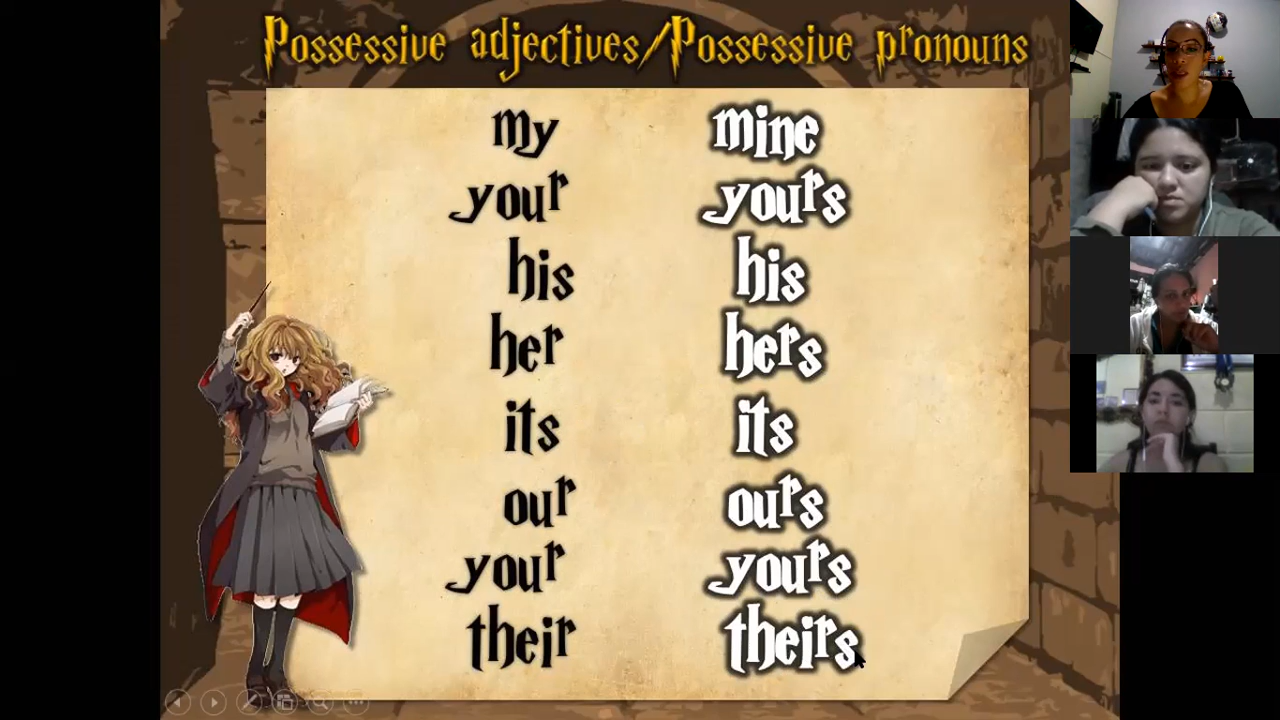 Possessive adjectives/Possessive pronouns
my mine
your yours
his his
her hers
its its
our ours
your yours
their theirs